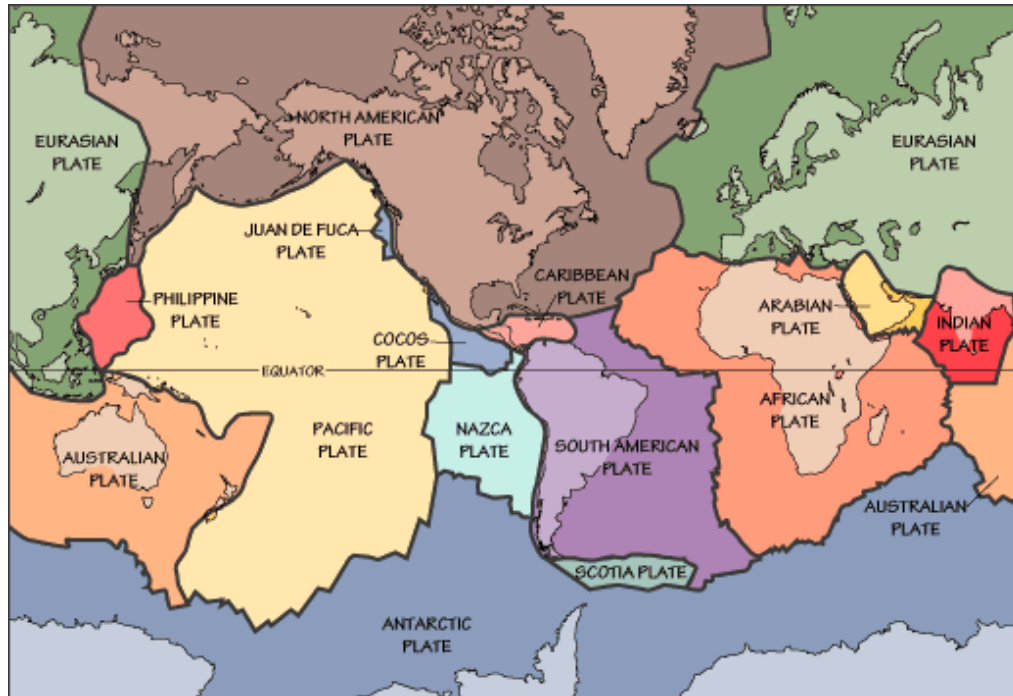 NORTH AMERICAN
PLATE
EURASIAN
PLATE
EURASIAN
PLATE
JUAN DE FUCA
PLATE
CARIBBEAN
PLATE
PHILIPPINE
PLATE
ARABIAN
PLATE
INDIAN
PLATE
COCOS
PLATE
EQUATOR
AFRICAN
PLATE
PACIFIC
PLATE
NAZCA
PLATE
SOUTH AMERICAN
PLATE
AUSTRALIAN
PLATE
AUSTRALIAN
PLATE
SCOTIA PLATE
ANTARCTIC
PLATE